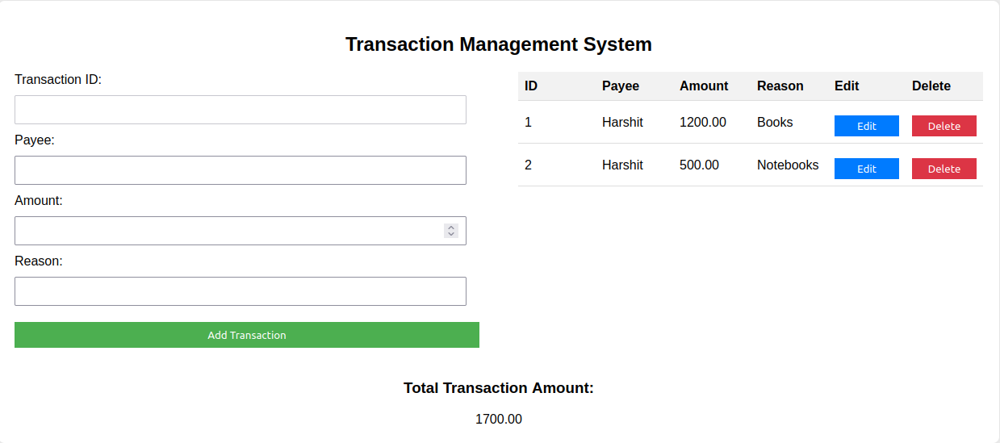 Transaction Management System
Transaction ID:
Payee:
Amount:
Reason:
Add Transaction
ID Payee Amount Reason Edit Delete
1 Harshit 1200.00 Books Edit Delete
2 Harshit 500.00 Notebooks Edit Delete
Total Transaction Amount:
1700.00